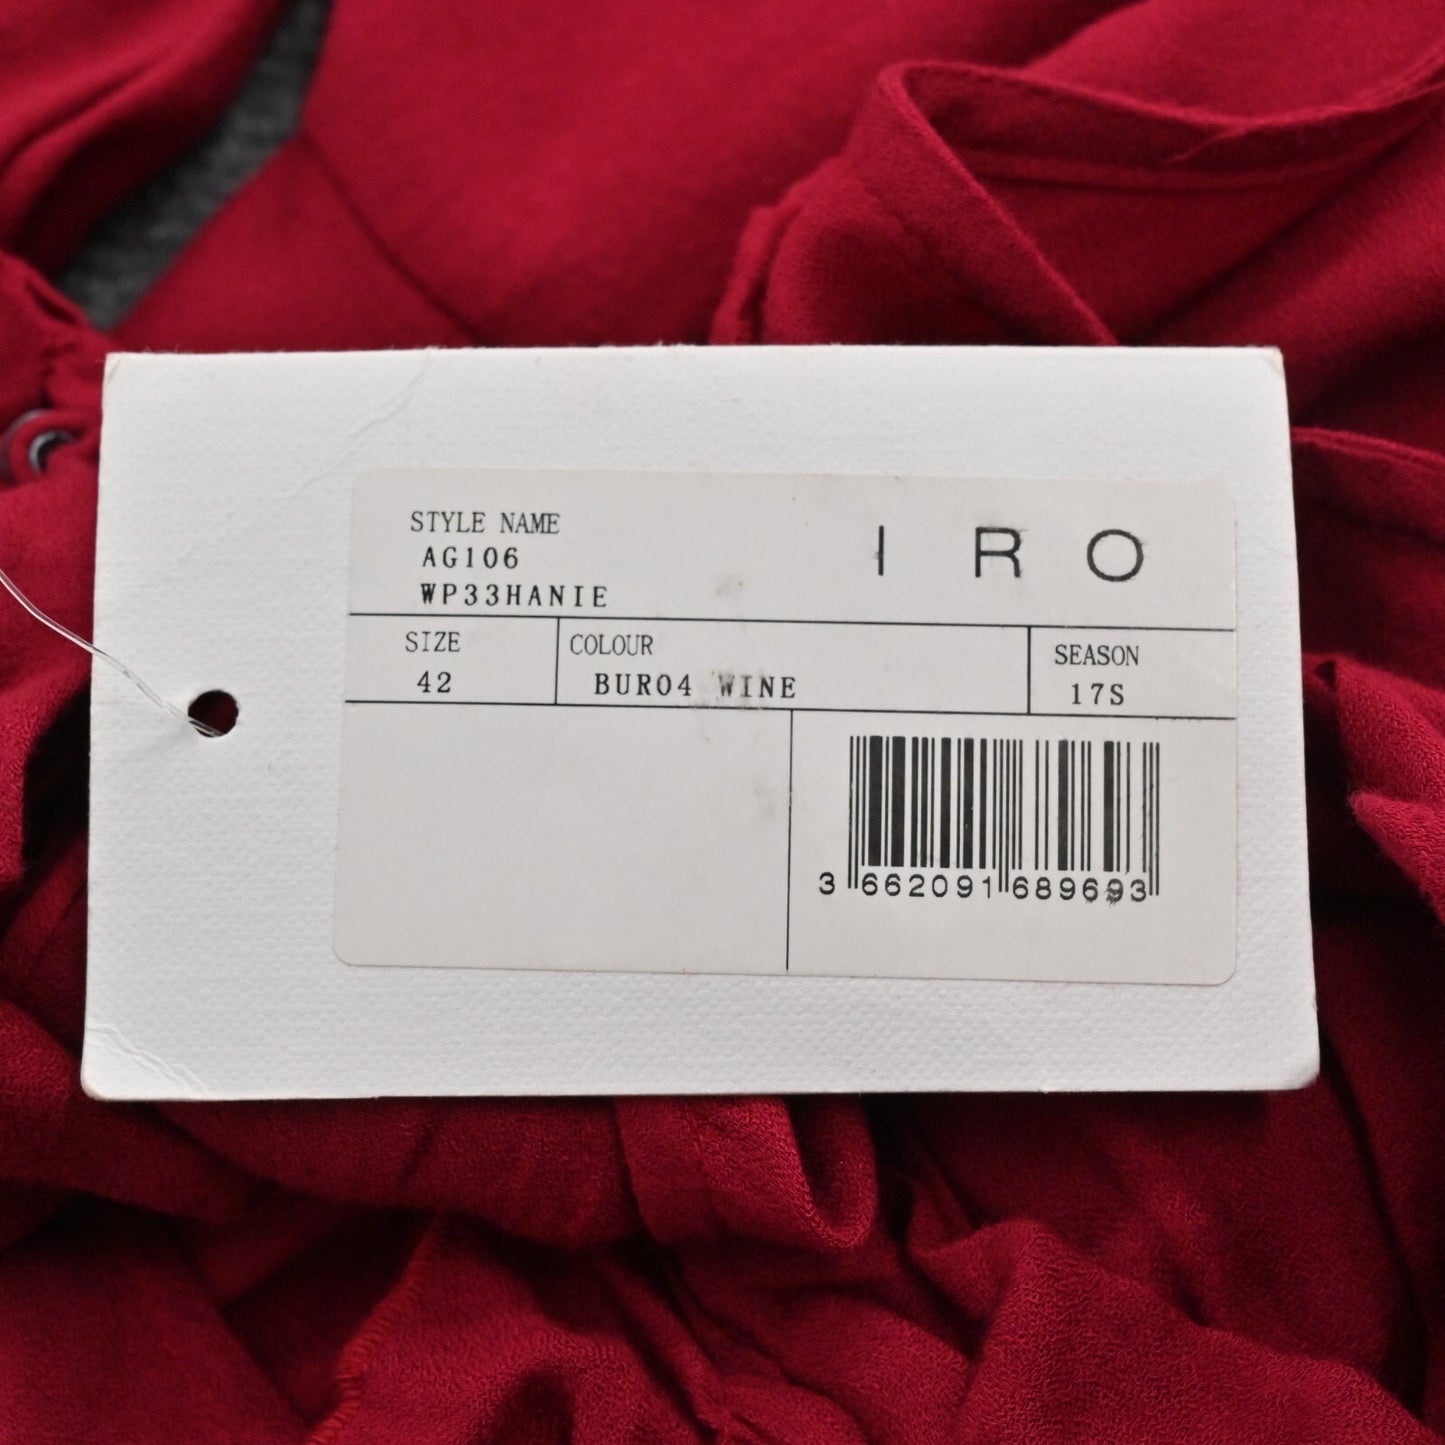 STYLE NAME
AG106
WP33HANIE
IRO
SIZE
42
COLOUR
BUR04 WINE
SEASON
17S
3 662091 689693